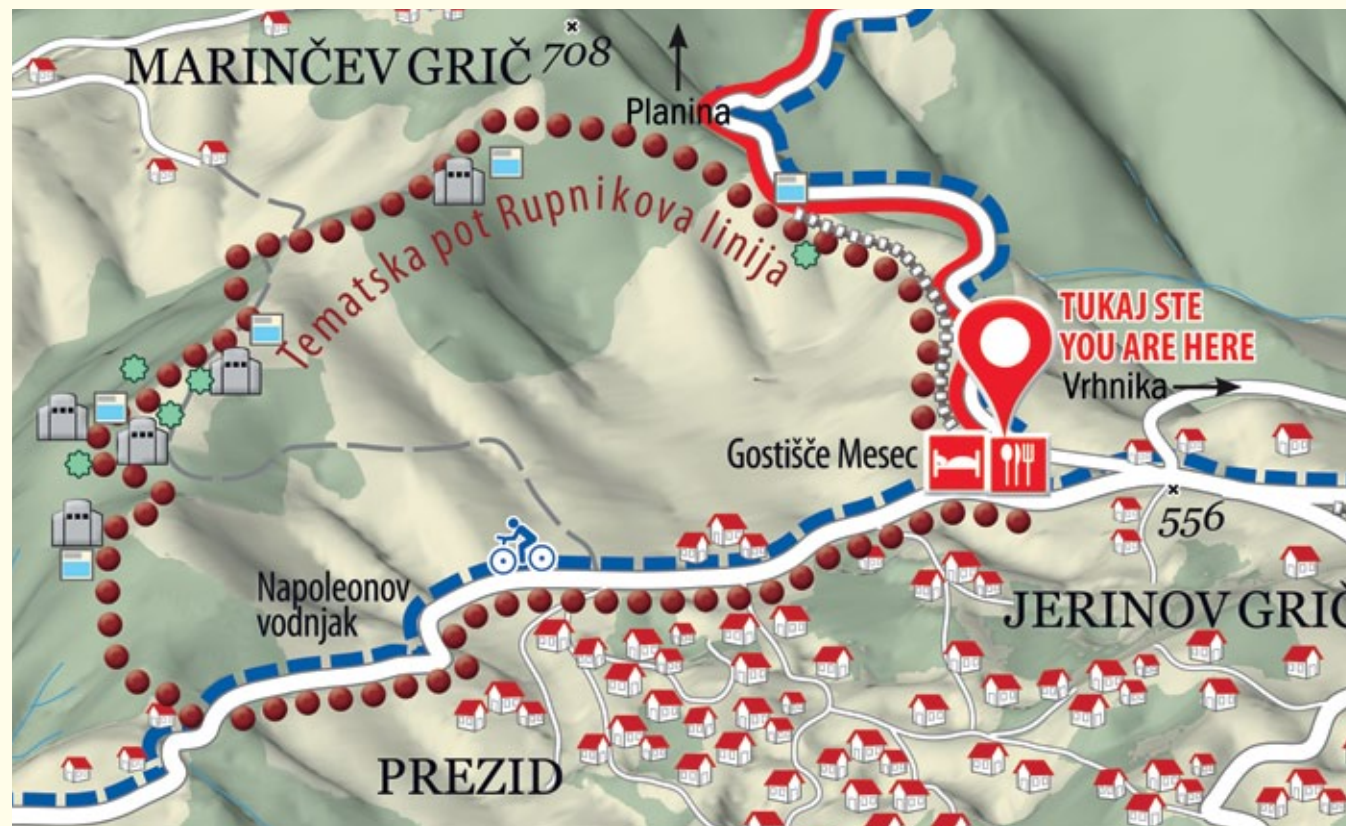 MARINČEV GRIČ 708
Planina
Tematska pot Rupnikova linija
TUKAJ STE
YOU ARE HERE
Vrhnika
Gostišče Mesec
556
Napoleonov
vodnjak
JERINOV GRIČ
PREZID